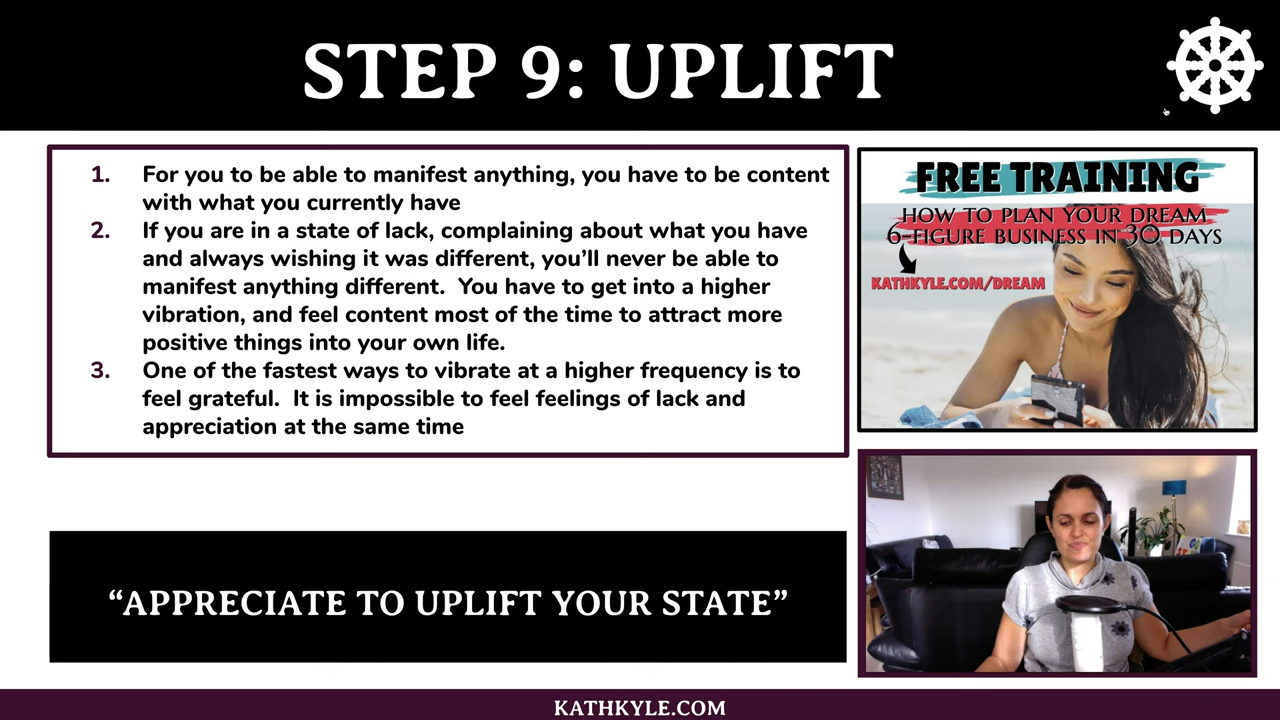 STEP 9: UPLIFT
1. For you to be able to manifest anything, you have to be content
with what you currently have
2. If you are in a state of lack, complaining about what you have
and always wishing it was different, you’ll never be able to
manifest anything different.  You have to get into a higher
vibration, and feel content most of the time to attract more
positive things into your own life.
3. One of the fastest ways to vibrate at a higher frequency is to
feel grateful.  It is impossible to feel feelings of lack and
appreciation at the same time
FREE TRAINING
HOW TO PLAN YOUR DREAM
6-FIGURE BUSINESS IN 30 DAYS
KATHKYLE.COM/DREAM
“APPRECIATE TO UPLIFT YOUR STATE”
KATHKYLE.COM